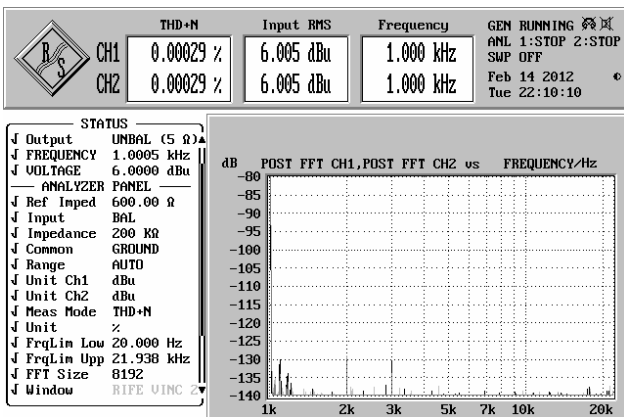 THD+N Input RMS Frequency
R S
CH1 0.00029 % 6.005 dBu 1.000 kHz
CH2 0.00029 % 6.005 dBu 1.000 kHz
GEN RUNNING
ANL 1:STOP 2:STOP
SWP OFF
Feb 14 2012
Tue 22:10:10
STATUS
Output UNBAL (5 Ω)
FREQUENCY 1.0005 kHz
VOLTAGE 6.0000 dBu
ANALYZER PANEL
Ref Imped 600.00 Ω
Input BAL
Impedance 200 KΩ
Common GROUND
Range AUTO
Unit Ch1 dBu
Unit Ch2 dBu
Meas Mode THD+N
Unit %
FrqLim Low 20.000 Hz
FrqLim Upp 21.938 kHz
FFT Size 8192
Window RIFE VINC 2
dB POST FFT CH1,POST FFT CH2 vs FREQUENCY/Hz
-80
-85
-90
-95
-100
-105
-110
-115
-120
-125
-130
-135
-140
1k 2k 3k 5k 7k 10k 20k